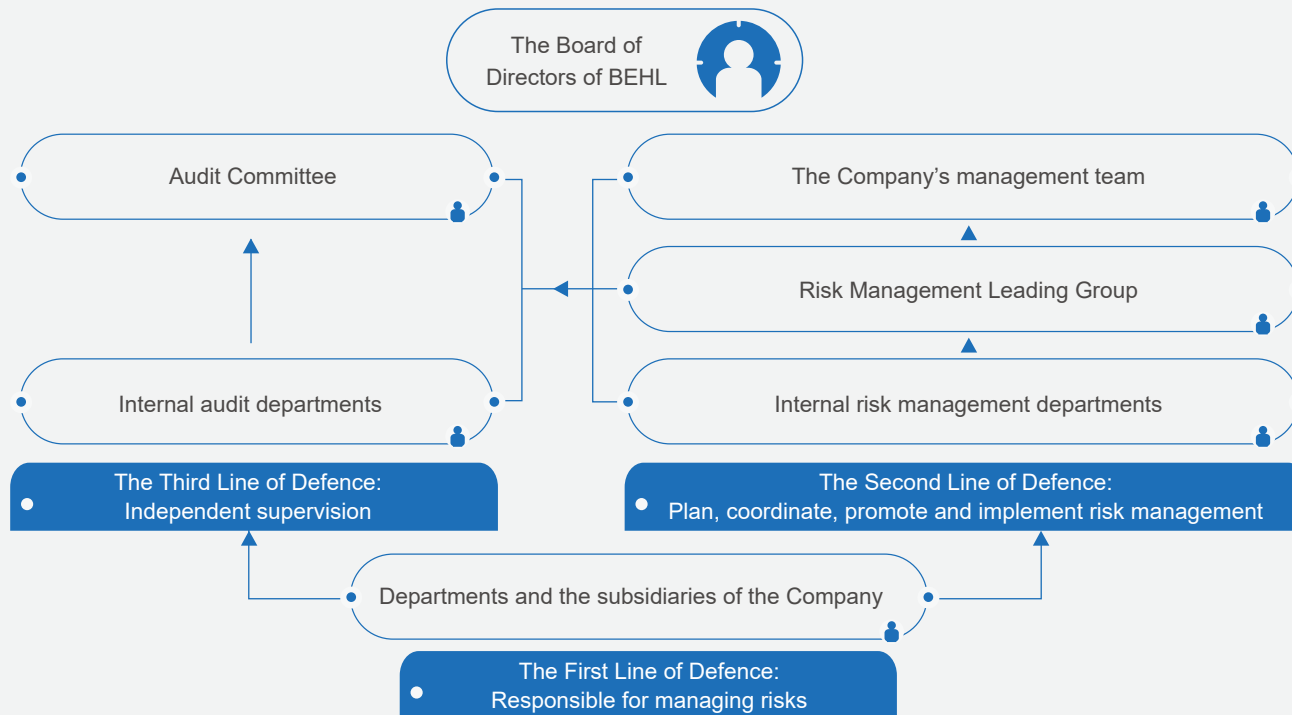 The Board of
Directors of BEHL
Audit Committee
The Company’s management team
Risk Management Leading Group
Internal audit departments
Internal risk management departments
The Third Line of Defence:
Independent supervision
The Second Line of Defence:
Plan, coordinate, promote and implement risk management
Departments and the subsidiaries of the Company
The First Line of Defence:
Responsible for managing risks